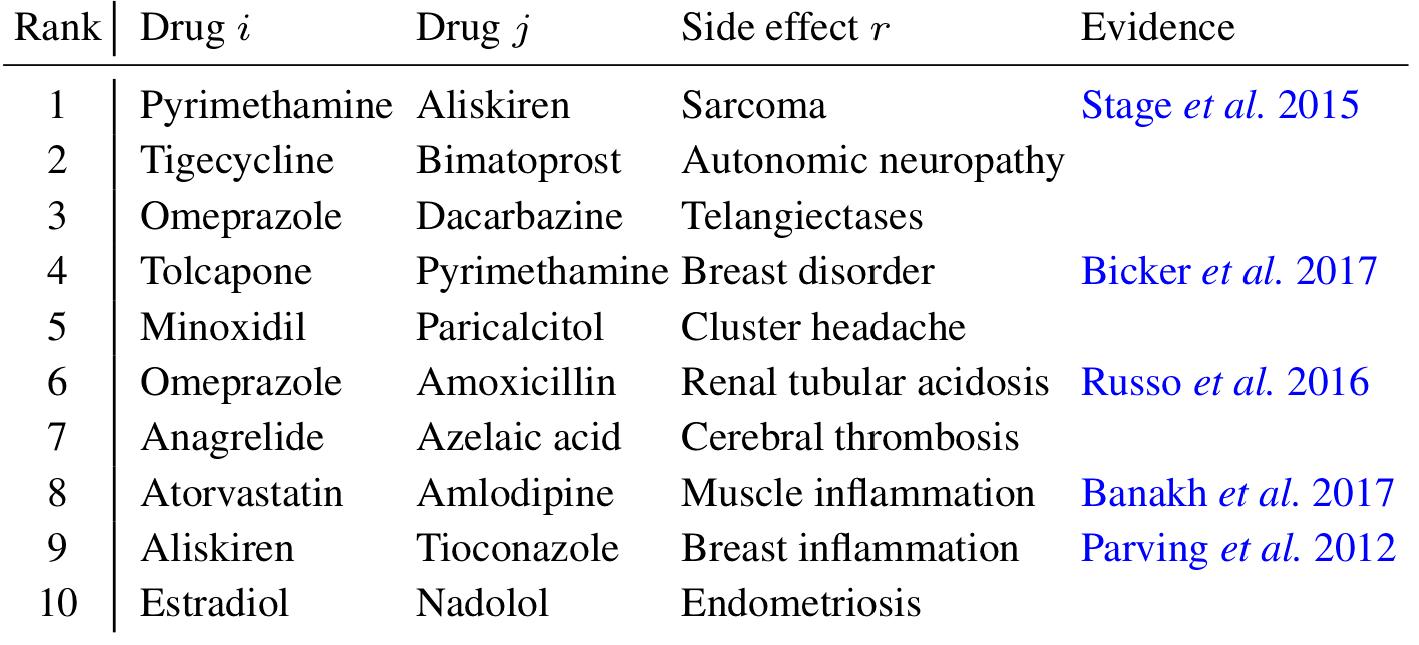 Rank Drug i Drug j Side effect r Evidence
1 Pyrimethamine Aliskiren Sarcoma Stage et al. 2015
2 Tigecycline Bimatoprost Autonomic neuropathy
3 Omeprazole Dacarbazine Telangiectases
4 Tolcapone Pyrimethamine Breast disorder Bicker et al. 2017
5 Minoxidil Paricalcitol Cluster headache
6 Omeprazole Amoxicillin Renal tubular acidosis Russo et al. 2016
7 Anagrelide Azelaic acid Cerebral thrombosis
8 Atorvastatin Amlodipine Muscle inflammation Banakh et al. 2017
9 Aliskiren Tioconazole Breast inflammation Parving et al. 2012
10 Estradiol Nadolol Endometriosis